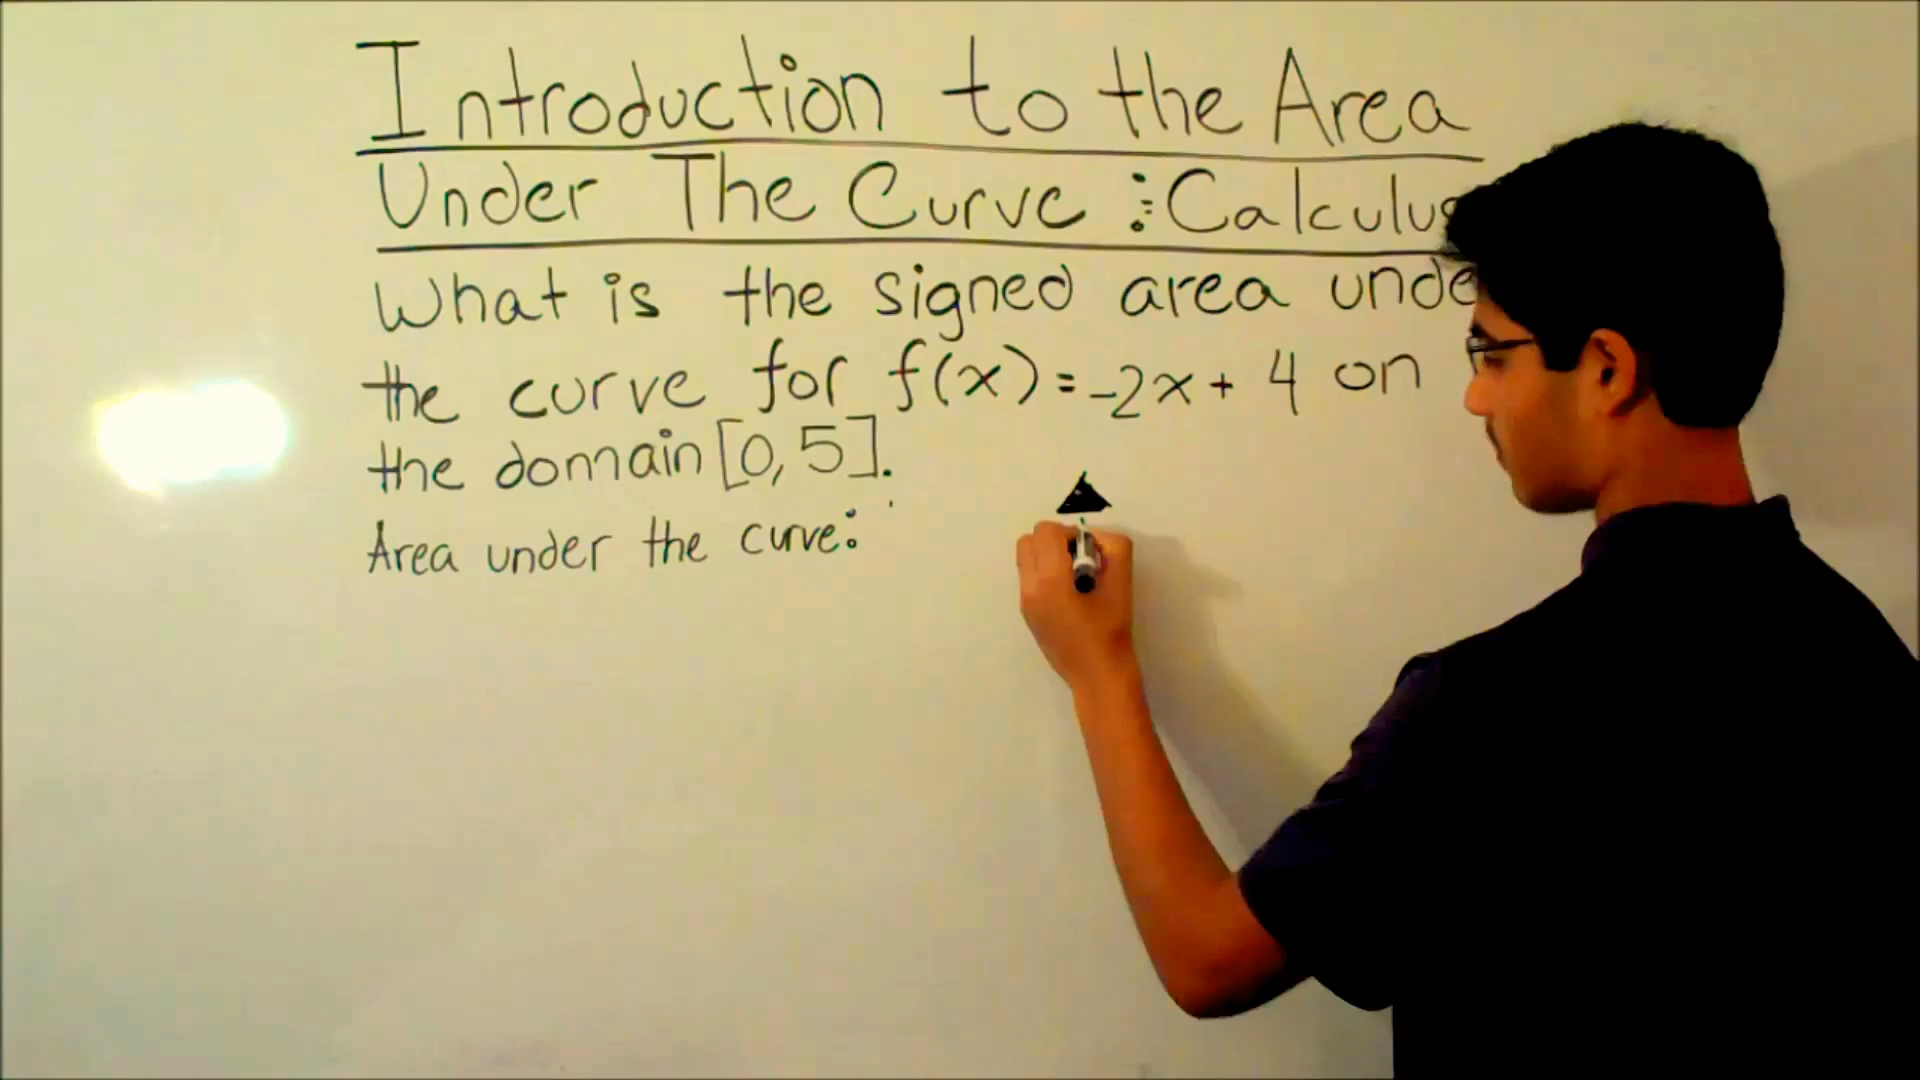 Introduction to the Area
Under The Curve : Calculus
What is the signed area unde
the curve for f(x)=-2x+ 4 on
the domain [0,5].
Area under the curve: